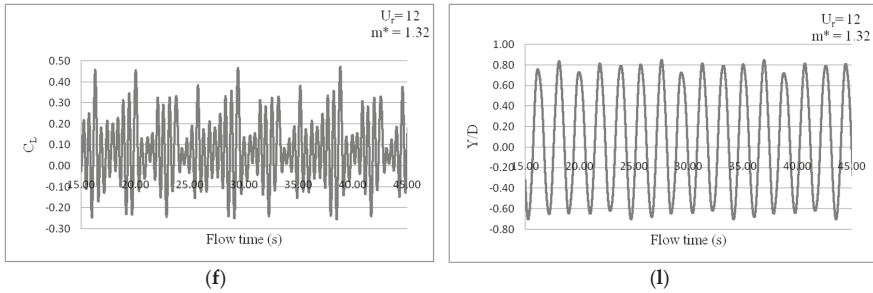 U_r= 12
m* = 1.32
0.50
0.40
0.30
0.20
0.10
0.00
-0.10
-0.20
-0.30
C_L
15.00 20.00 25.00 30.00 35.00 40.00 45.00
Flow time (s)
(f)
U_r= 12
m* = 1.32
1.00
0.80
0.60
0.40
0.20
0.00
-0.20
-0.40
-0.60
-0.80
Y/D
15.00 20.00 25.00 30.00 35.00 40.00 45.00
Flow time (s)
(l)